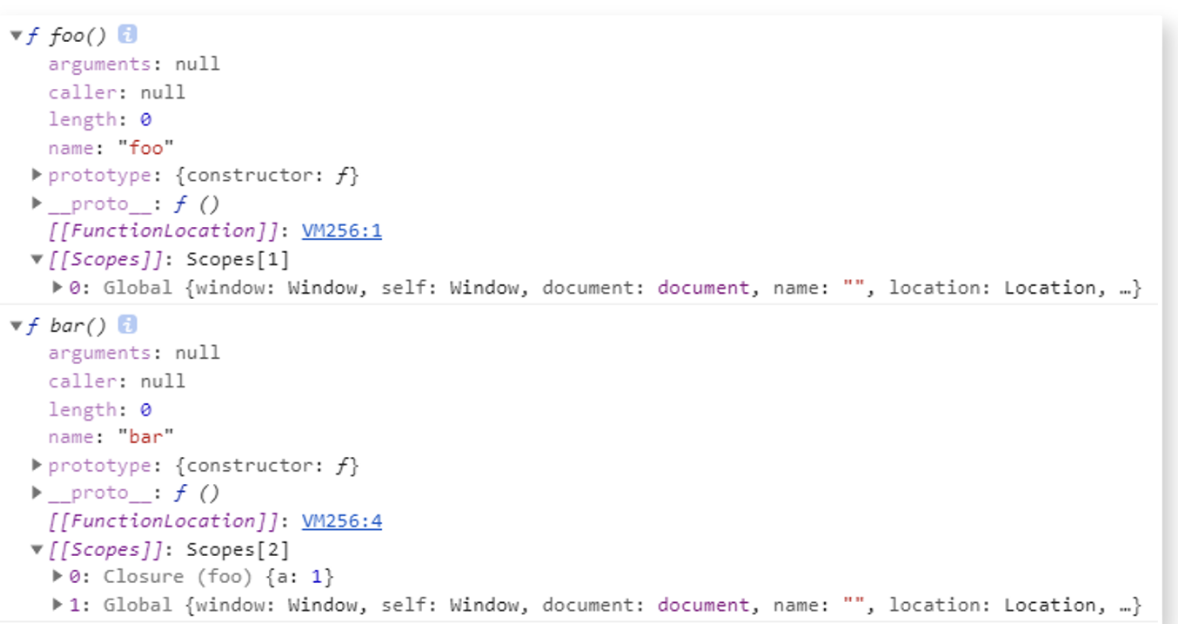 ▼ƒ foo() i
arguments: null
caller: null
length: 0
name: "foo"
▶prototype: {constructor: ƒ}
▶__proto__: ƒ ()
[[FunctionLocation]]: VM256:1
▼[[Scopes]]: Scopes[1]
▶0: Global {window: Window, self: Window, document: document, name: "", location: Location, …}
▼ƒ bar() i
arguments: null
caller: null
length: 0
name: "bar"
▶prototype: {constructor: ƒ}
▶__proto__: ƒ ()
[[FunctionLocation]]: VM256:4
▼[[Scopes]]: Scopes[2]
▶0: Closure (foo) {a: 1}
▶1: Global {window: Window, self: Window, document: document, name: "", location: Location, …}